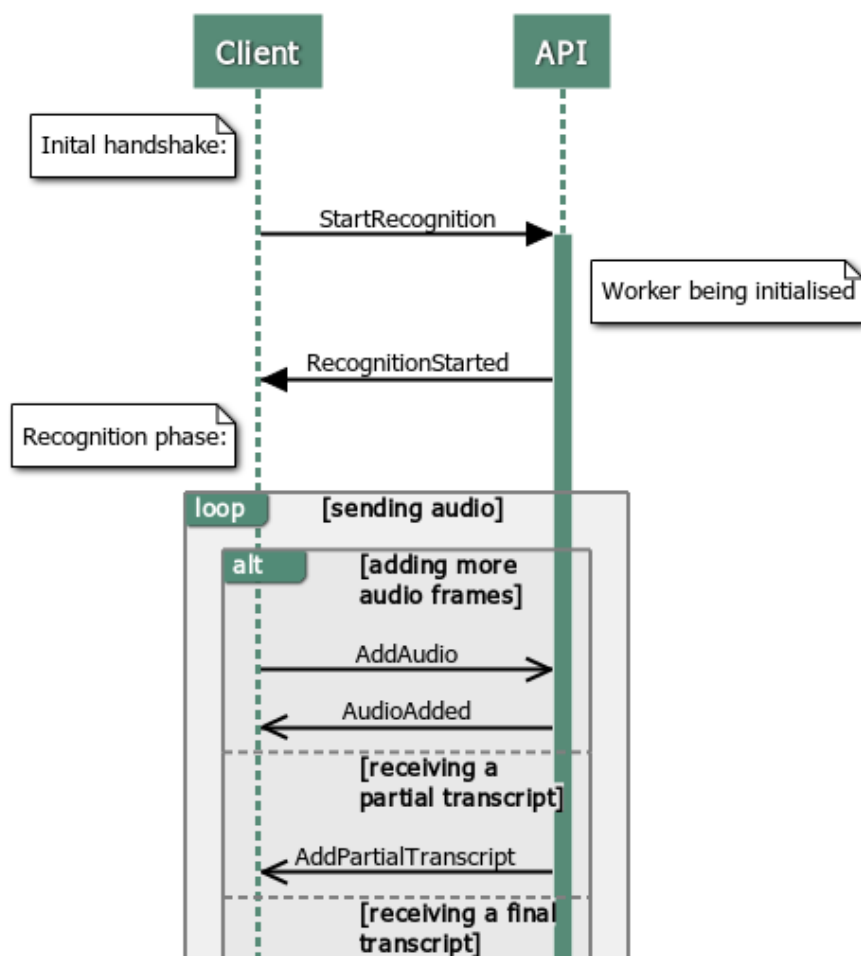 Client
API
Inital handshake:
StartRecognition
Worker being initialised
RecognitionStarted
Recognition phase:
loop
[sending audio]
alt
[adding more
audio frames]
AddAudio
AudioAdded
[receiving a
partial transcript]
AddPartialTranscript
[receiving a final
transcript]